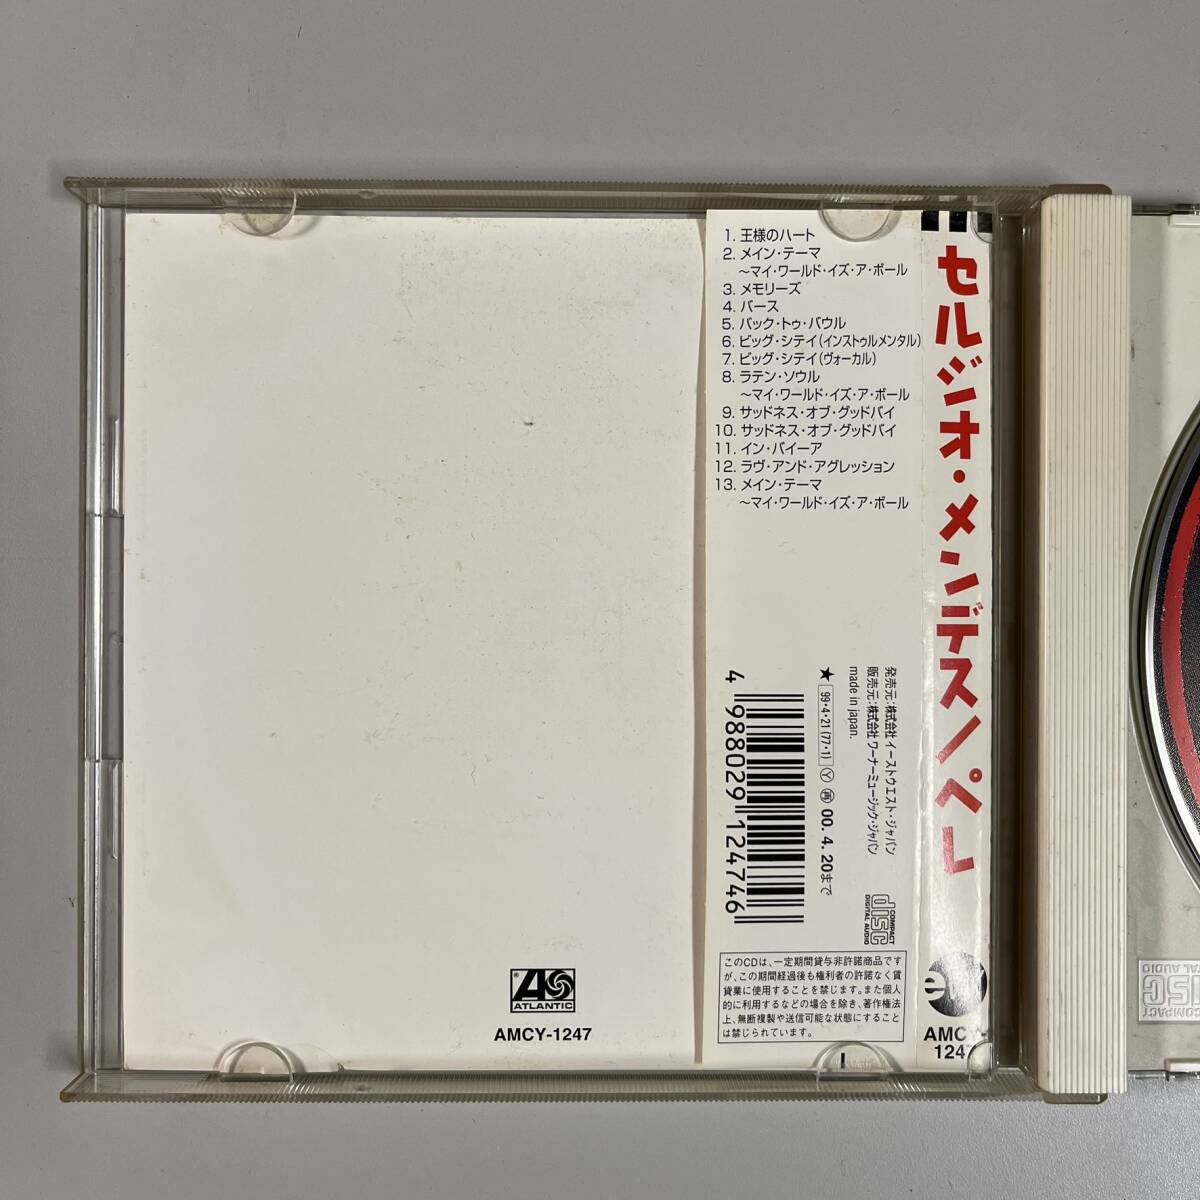 1. 王様のハート
2. メイン・テーマ
〜マイ・ワールド・イズ・ア・ボール
3. メモリーズ
4. バース
5. バック・トゥ・バウル
6. ビッグ・シテイ(インストゥルメンタル)
7. ビッグ・シテイ(ヴォーカル)
8. ラテン・ソウル
〜マイ・ワールド・イズ・ア・ボール
9. サッドネス・オブ・グッドバイ
10. サッドネス・オブ・グッドバイ
11. イン・バイーア
12. ラヴ・アンド・アグレッション
13. メイン・テーマ
〜マイ・ワールド・イズ・ア・ボール
セルジオ・メンデス/ペレ
発売元:株式会社 イーストウエスト・ジャパン
販売元:株式会社 ワーナーミュージック・ジャパン
made in japan.
★ 99・4・21(77・1) Y 再 00. 4. 20まで
4 988029 124746
COMPACT
disc
DIGITAL AUDIO
このCDは、一定期間貸与非許諾商品です
が、この期間経過後も権利者の許諾なく賃
貸業に使用することを禁じます。また個人
的に利用するなどの場合を除き、著作権法
上、無断複製や送信可能な状態にすること
は禁じられています。
AMCY-
1247
ATLANTIC
AMCY-1247